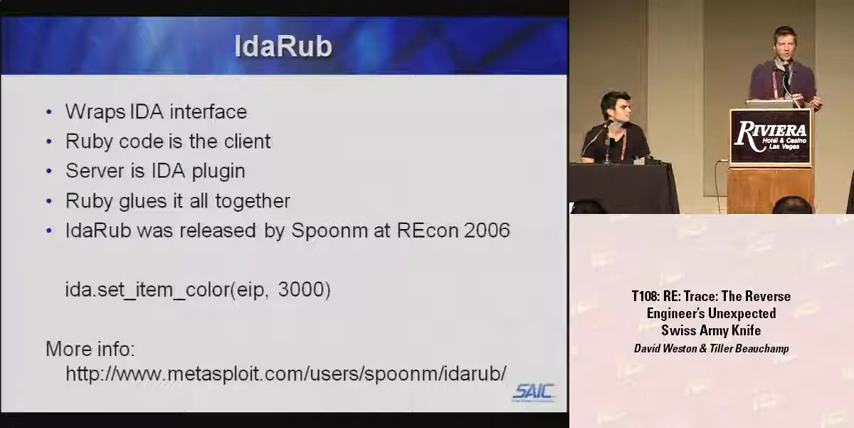 IdaRub
• Wraps IDA interface
• Ruby code is the client
• Server is IDA plugin
• Ruby glues it all together
• IdaRub was released by Spoonm at REcon 2006
ida.set_item_color(eip, 3000)
More info:
http://www.metasploit.com/users/spoonm/idarub/
SAIC
RIVIERA
Hotel & Casino
Las Vegas
T108: RE: Trace: The Reverse
Engineer's Unexpected
Swiss Army Knife
David Weston & Tiller Beauchamp